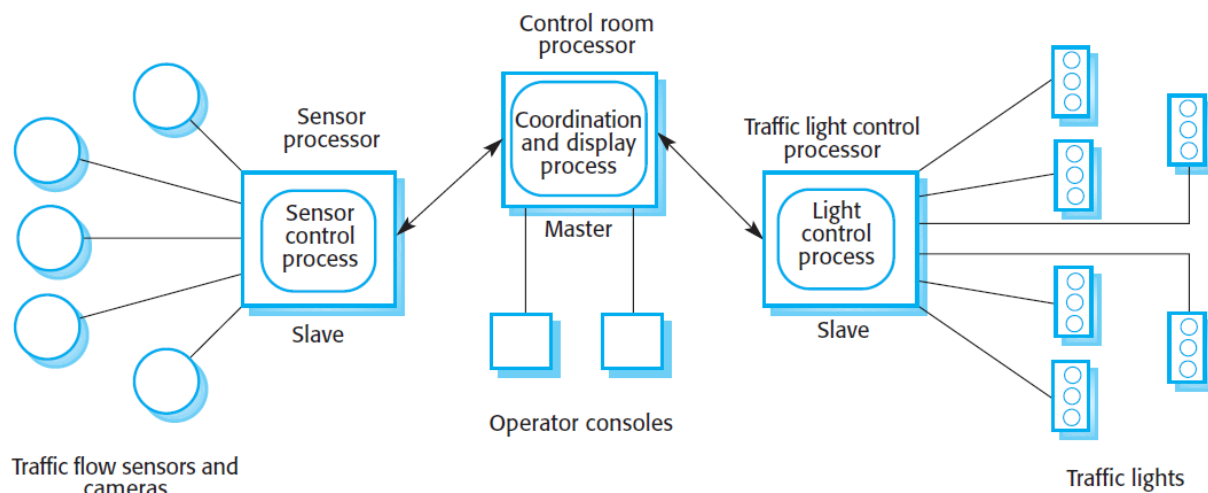 Control room
processor
Coordination
and display
process
Master
Sensor
processor
Sensor
control
process
Slave
Traffic light control
processor
Light
control
process
Slave
Operator consoles
Traffic flow sensors and
cameras
Traffic lights